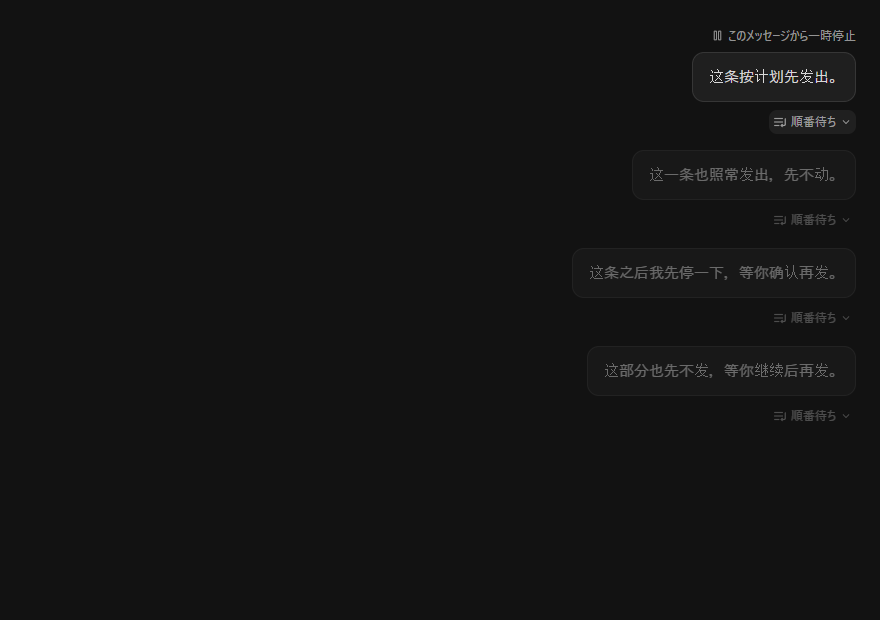 このメッセージから一時停止
这条按计划先发出。
順番待ち
这一条也照常发出，先不动。
順番待ち
这条之后我先停一下，等你确认再发。
順番待ち
这部分也先不发，等你继续后再发。
順番待ち